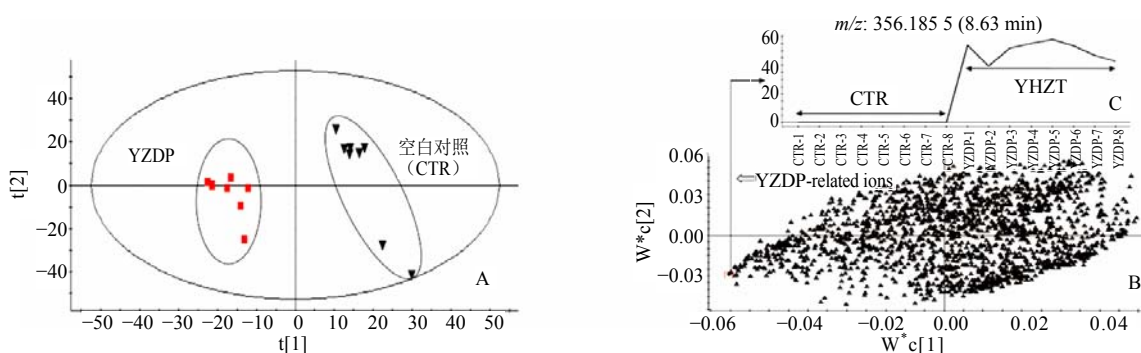 40
20
0
−20
−40
t[2]
YZDP
空白对照
（CTR）
A
−50 −40 −30 −20 −10 0 10 20 30 40 50
t[1]
m/z: 356.185 5 (8.63 min)
60
40
20
0
CTR
YHZT
C
CTR-1
CTR-2
CTR-3
CTR-4
CTR-5
CTR-6
CTR-7
CTR-8
YZDP-1
YZDP-2
YZDP-3
YZDP-4
YZDP-5
YZDP-6
YZDP-7
YZDP-8
0.06
0.03
0.00
−0.03
W*c[2]
YZDP-related ions
B
−0.06 −0.04 −0.02 0.00 0.02 0.04
W*c[1]